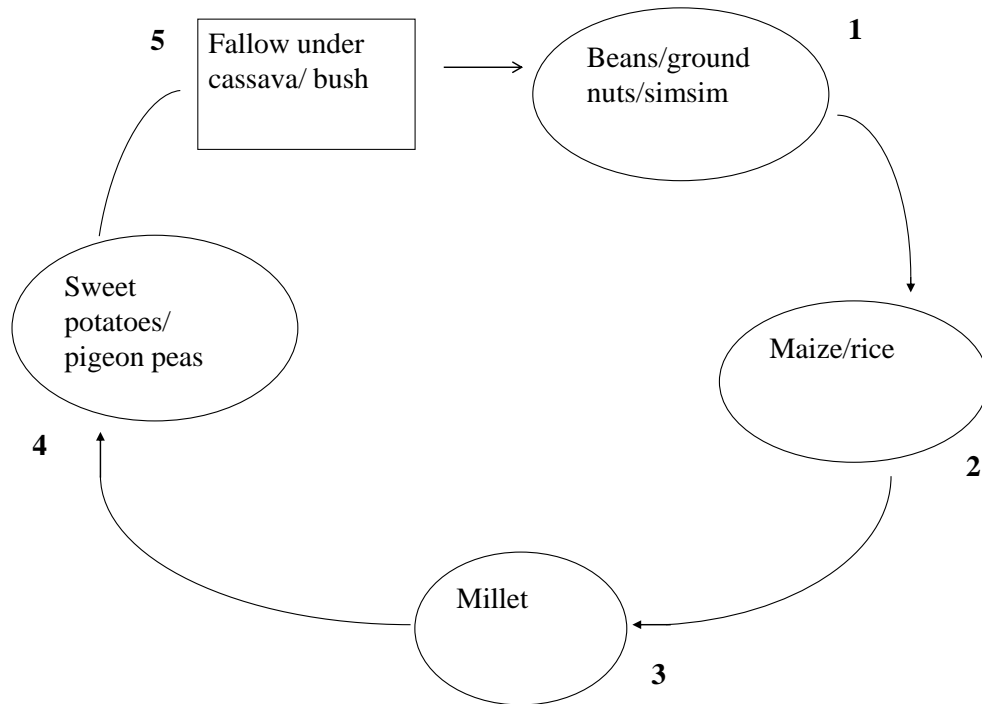 5
Fallow under
cassava/ bush
Beans/ground
nuts/simsim
1
Sweet
potatoes/
pigeon peas
Maize/rice
4
2
Millet
3